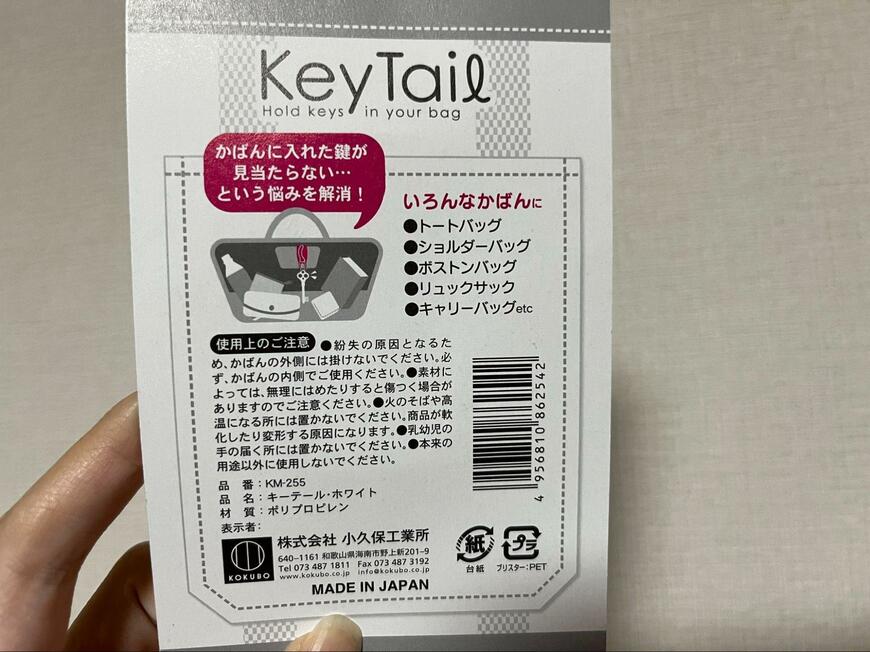 KeyTail
Hold keys in your bag
かばんに入れた鍵が
見当たらない…
という悩みを解消！
いろんなかばんに
●トートバッグ
●ショルダーバッグ
●ボストンバッグ
●リュックサック
●キャリーバッグetc
使用上のご注意 ●紛失の原因となるた
め、かばんの外側には掛けないでください。必
ず、かばんの内側でご使用ください。●素材に
よっては、無理にはめたりすると傷つく場合が
ありますのでご注意ください。●火のそばや高
温になる所には置かないでください。商品が軟
化したり変形する原因になります。●乳幼児の
手の届く所には置かないでください。●本来の
用途以外に使用しないでください。
品　番：KM-255
品　名：キーテール・ホワイト
材　質：ポリプロピレン
表示者：
KOKUBO
株式会社 小久保工業所
640-1161 和歌山県海南市野上新201-9
Tel 073 487 1811 Fax 073 487 3192
www.kokubo.co.jp info@kokubo.co.jp
MADE IN JAPAN
4956810862542
紙
台紙
プラ
ブリスター：PET